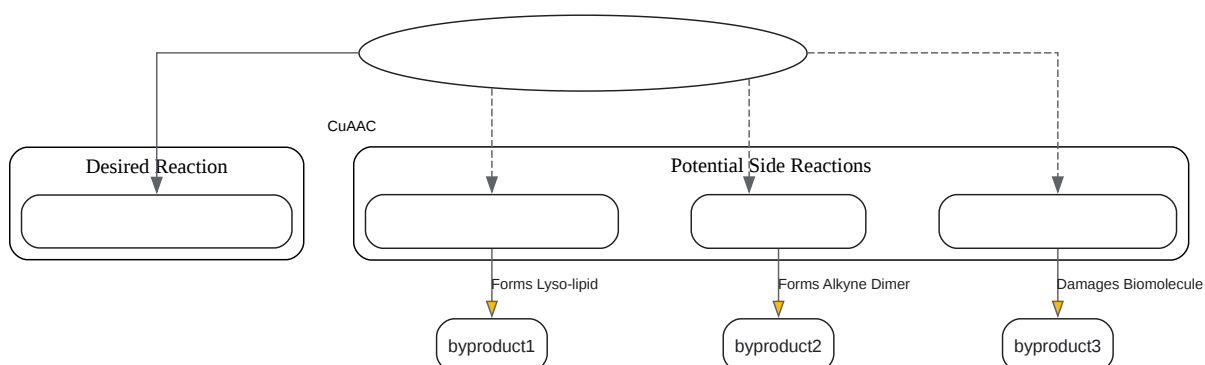 CuAAC
Desired Reaction
Potential Side Reactions
Forms Lyso-lipid
Forms Alkyne Dimer
Damages Biomolecule
byproduct1
byproduct2
byproduct3